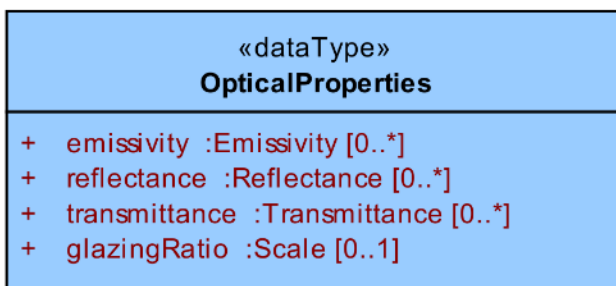 «dataType»
OpticalProperties
+ emissivity :Emissivity [0..*]
+ reflectance :Reflectance [0..*]
+ transmittance :Transmittance [0..*]
+ glazingRatio :Scale [0..1]